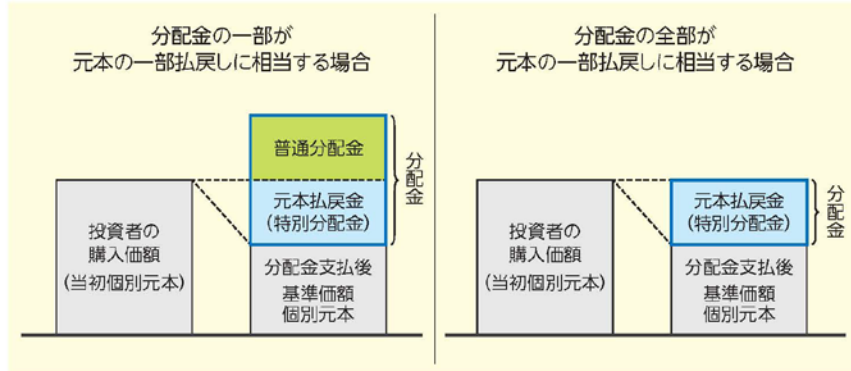 分配金の一部が
元本の一部払戻しに相当する場合
普通分配金
元本払戻金
(特別分配金)
分配金
投資者の
購入価額
(当初個別元本)
分配金支払後
基準価額
個別元本
分配金の全部が
元本の一部払戻しに相当する場合
元本払戻金
(特別分配金)
分配金
投資者の
購入価額
(当初個別元本)
分配金支払後
基準価額
個別元本